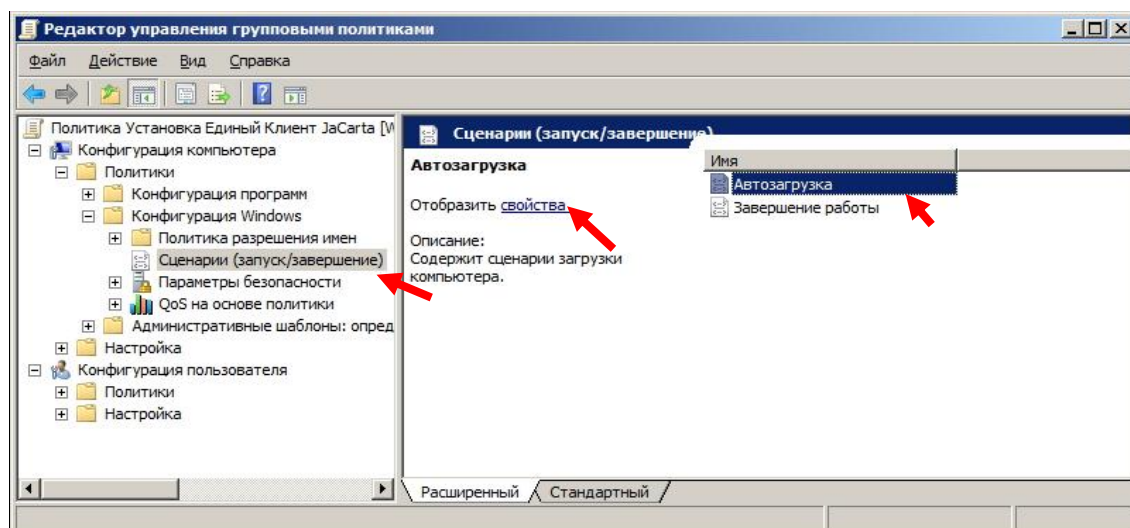 Редактор управления групповыми политиками
Файл Действие Вид Справка
Политика Установка Единый Клиент JaCarta [W
Конфигурация компьютера
Политики
Конфигурация программ
Конфигурация Windows
Политика разрешения имен
Сценарии (запуск/завершение)
Параметры безопасности
QoS на основе политики
Административные шаблоны: опред
Настройка
Конфигурация пользователя
Политики
Настройка
Сценарии (запуск/завершение)
Автозагрузка
Отобразить свойства
Описание:
Содержит сценарии загрузки
компьютера.
Имя
Автозагрузка
Завершение работы
Расширенный Стандартный